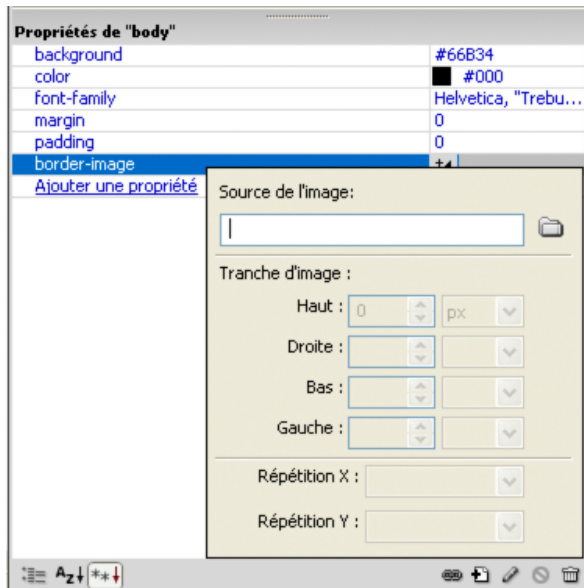 Propriétés de "body"
background #66B34
color #000
font-family Helvetica, "Trebu...
margin 0
padding 0
border-image
Ajouter une propriété
Source de l'image:
Tranche d'image :
Haut : 0 px
Droite :
Bas :
Gauche :
Répétition X :
Répétition Y :